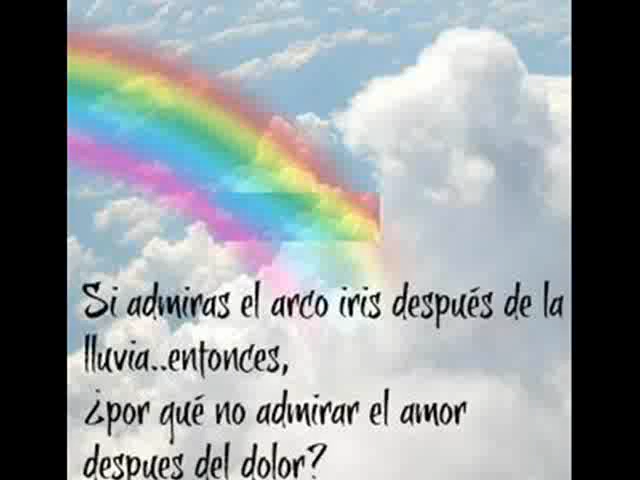 Si admiras el arco iris después de la
lluvia..entonces,
¿por qué no admirar el amor
despues del dolor?